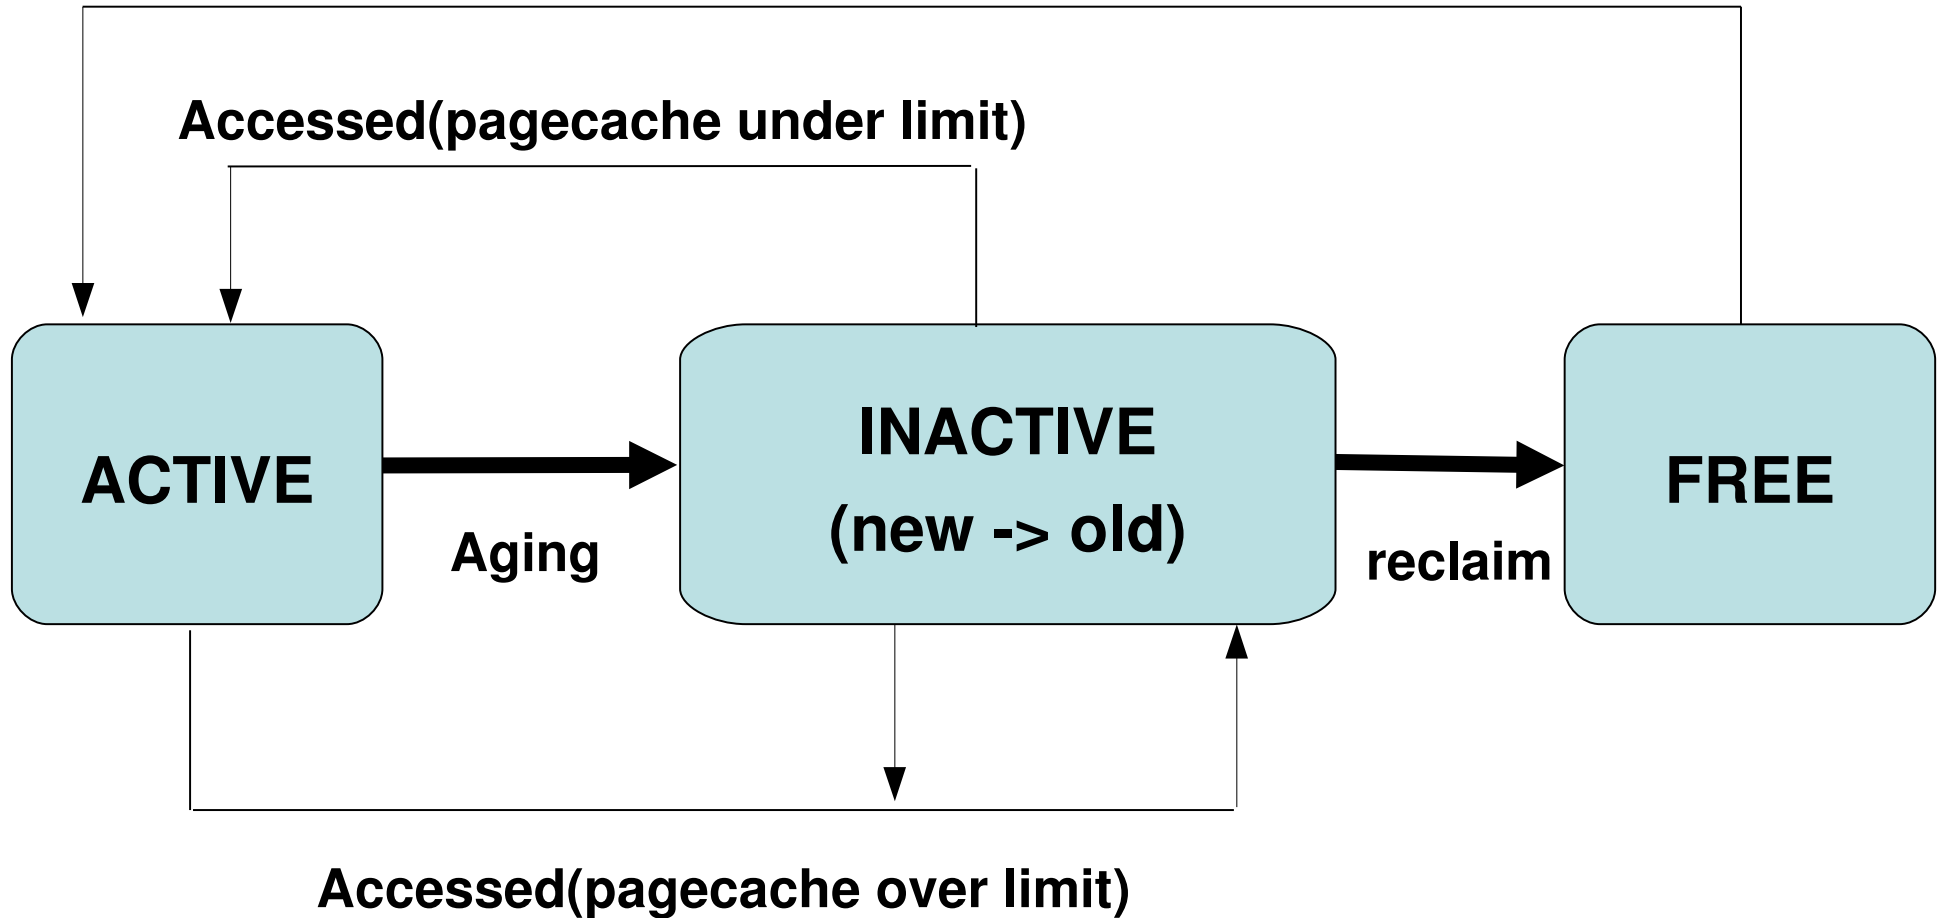 Accessed(pagecache under limit)
ACTIVE
Aging
INACTIVE
(new -> old)
reclaim
FREE
Accessed(pagecache over limit)